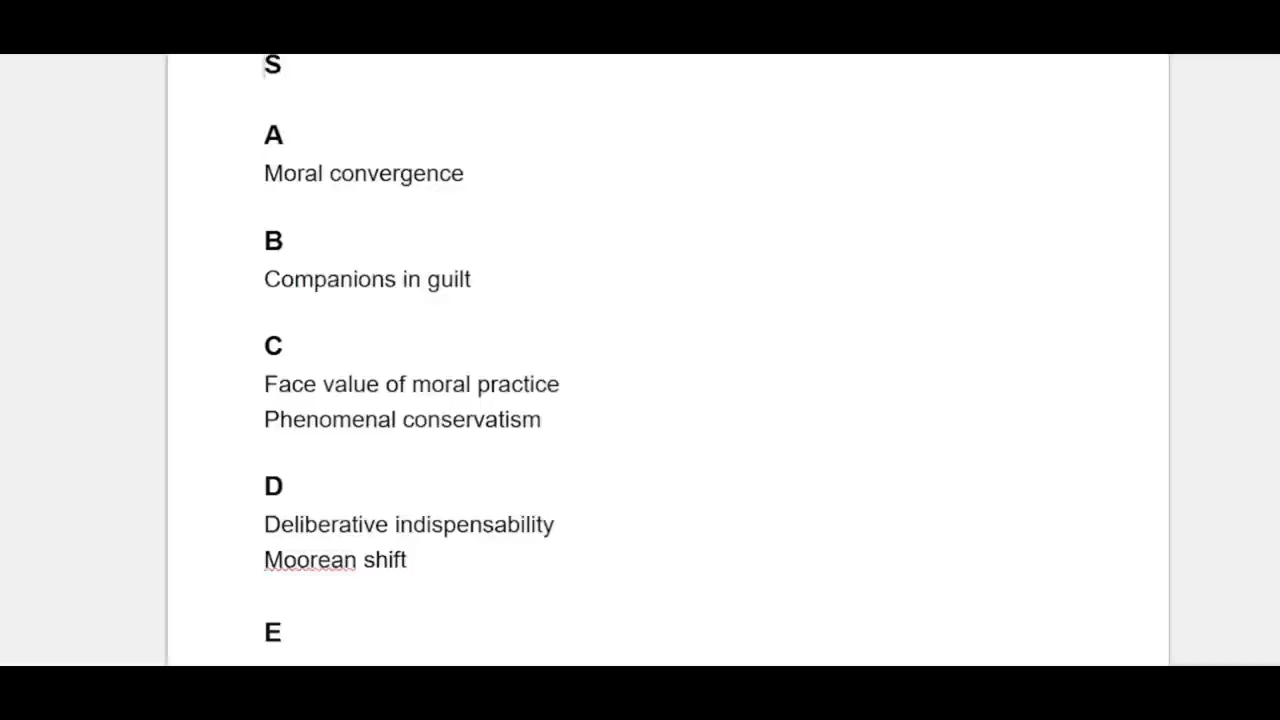 S
A
Moral convergence
B
Companions in guilt
C
Face value of moral practice
Phenomenal conservatism
D
Deliberative indispensability
Moorean shift
E